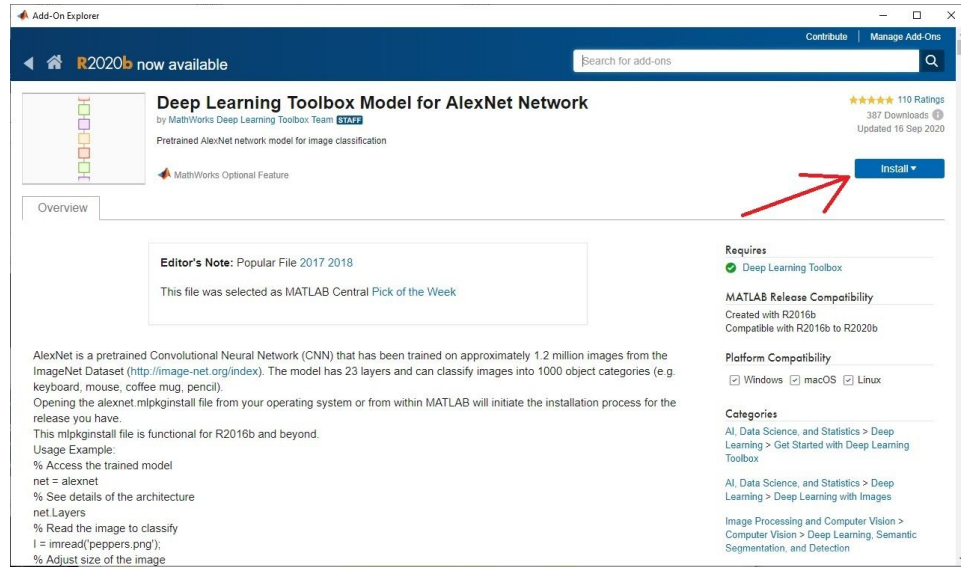 Add-On Explorer
Contribute | Manage Add-Ons
R2020b now available
Search for add-ons
Deep Learning Toolbox Model for AlexNet Network
by MathWorks Deep Learning Toolbox Team STAFF
Pretrained AlexNet network model for image classification
MathWorks Optional Feature
110 Ratings
387 Downloads
Updated 16 Sep 2020
Install
Overview
Editor's Note: Popular File 2017 2018
This file was selected as MATLAB Central Pick of the Week
AlexNet is a pretrained Convolutional Neural Network (CNN) that has been trained on approximately 1.2 million images from the
ImageNet Dataset (http://image-net.org/index). The model has 23 layers and can classify images into 1000 object categories (e.g.
keyboard, mouse, coffee mug, pencil).
Opening the alexnet.mlpkginstall file from your operating system or from within MATLAB will initiate the installation process for the
release you have.
This mlpkginstall file is functional for R2016b and beyond.
Usage Example:
% Access the trained model
net = alexnet
% See details of the architecture
net.Layers
% Read the image to classify
I = imread('peppers.png');
% Adjust size of the image
Requires
Deep Learning Toolbox
MATLAB Release Compatibility
Created with R2016b
Compatible with R2016b to R2020b
Platform Compatibility
Windows macOS Linux
Categories
AI, Data Science, and Statistics > Deep
Learning > Get Started with Deep Learning
Toolbox
AI, Data Science, and Statistics > Deep
Learning > Deep Learning with Images
Image Processing and Computer Vision >
Computer Vision > Deep Learning, Semantic
Segmentation, and Detection